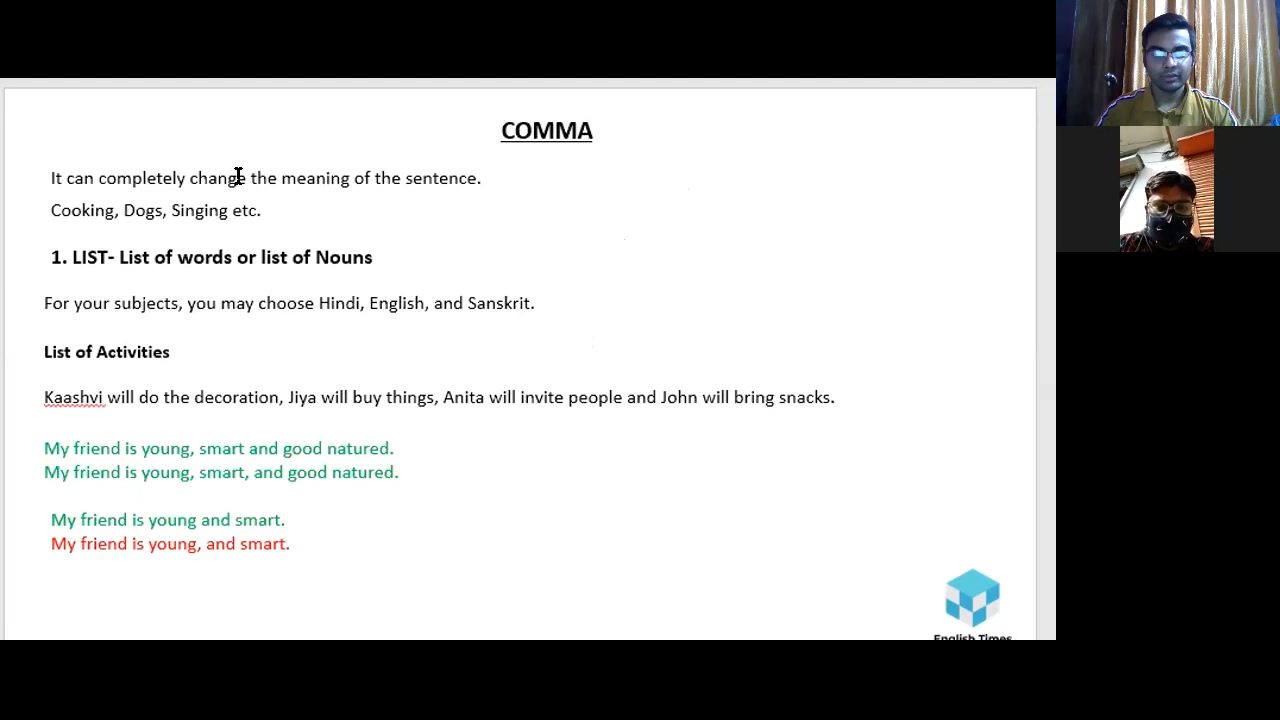 COMMA
It can completely change the meaning of the sentence.
Cooking, Dogs, Singing etc.
1. LIST- List of words or list of Nouns
For your subjects, you may choose Hindi, English, and Sanskrit.
List of Activities
Kaashvi will do the decoration, Jiya will buy things, Anita will invite people and John will bring snacks.
My friend is young, smart and good natured.
My friend is young, smart, and good natured.
My friend is young and smart.
My friend is young, and smart.
English Times